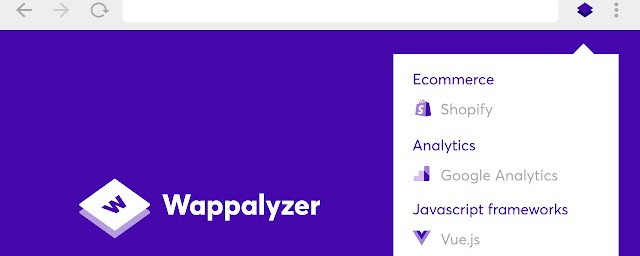 Ecommerce
Shopify
Analytics
Google Analytics
Javascript frameworks
Vue.js
W
Wappalyzer